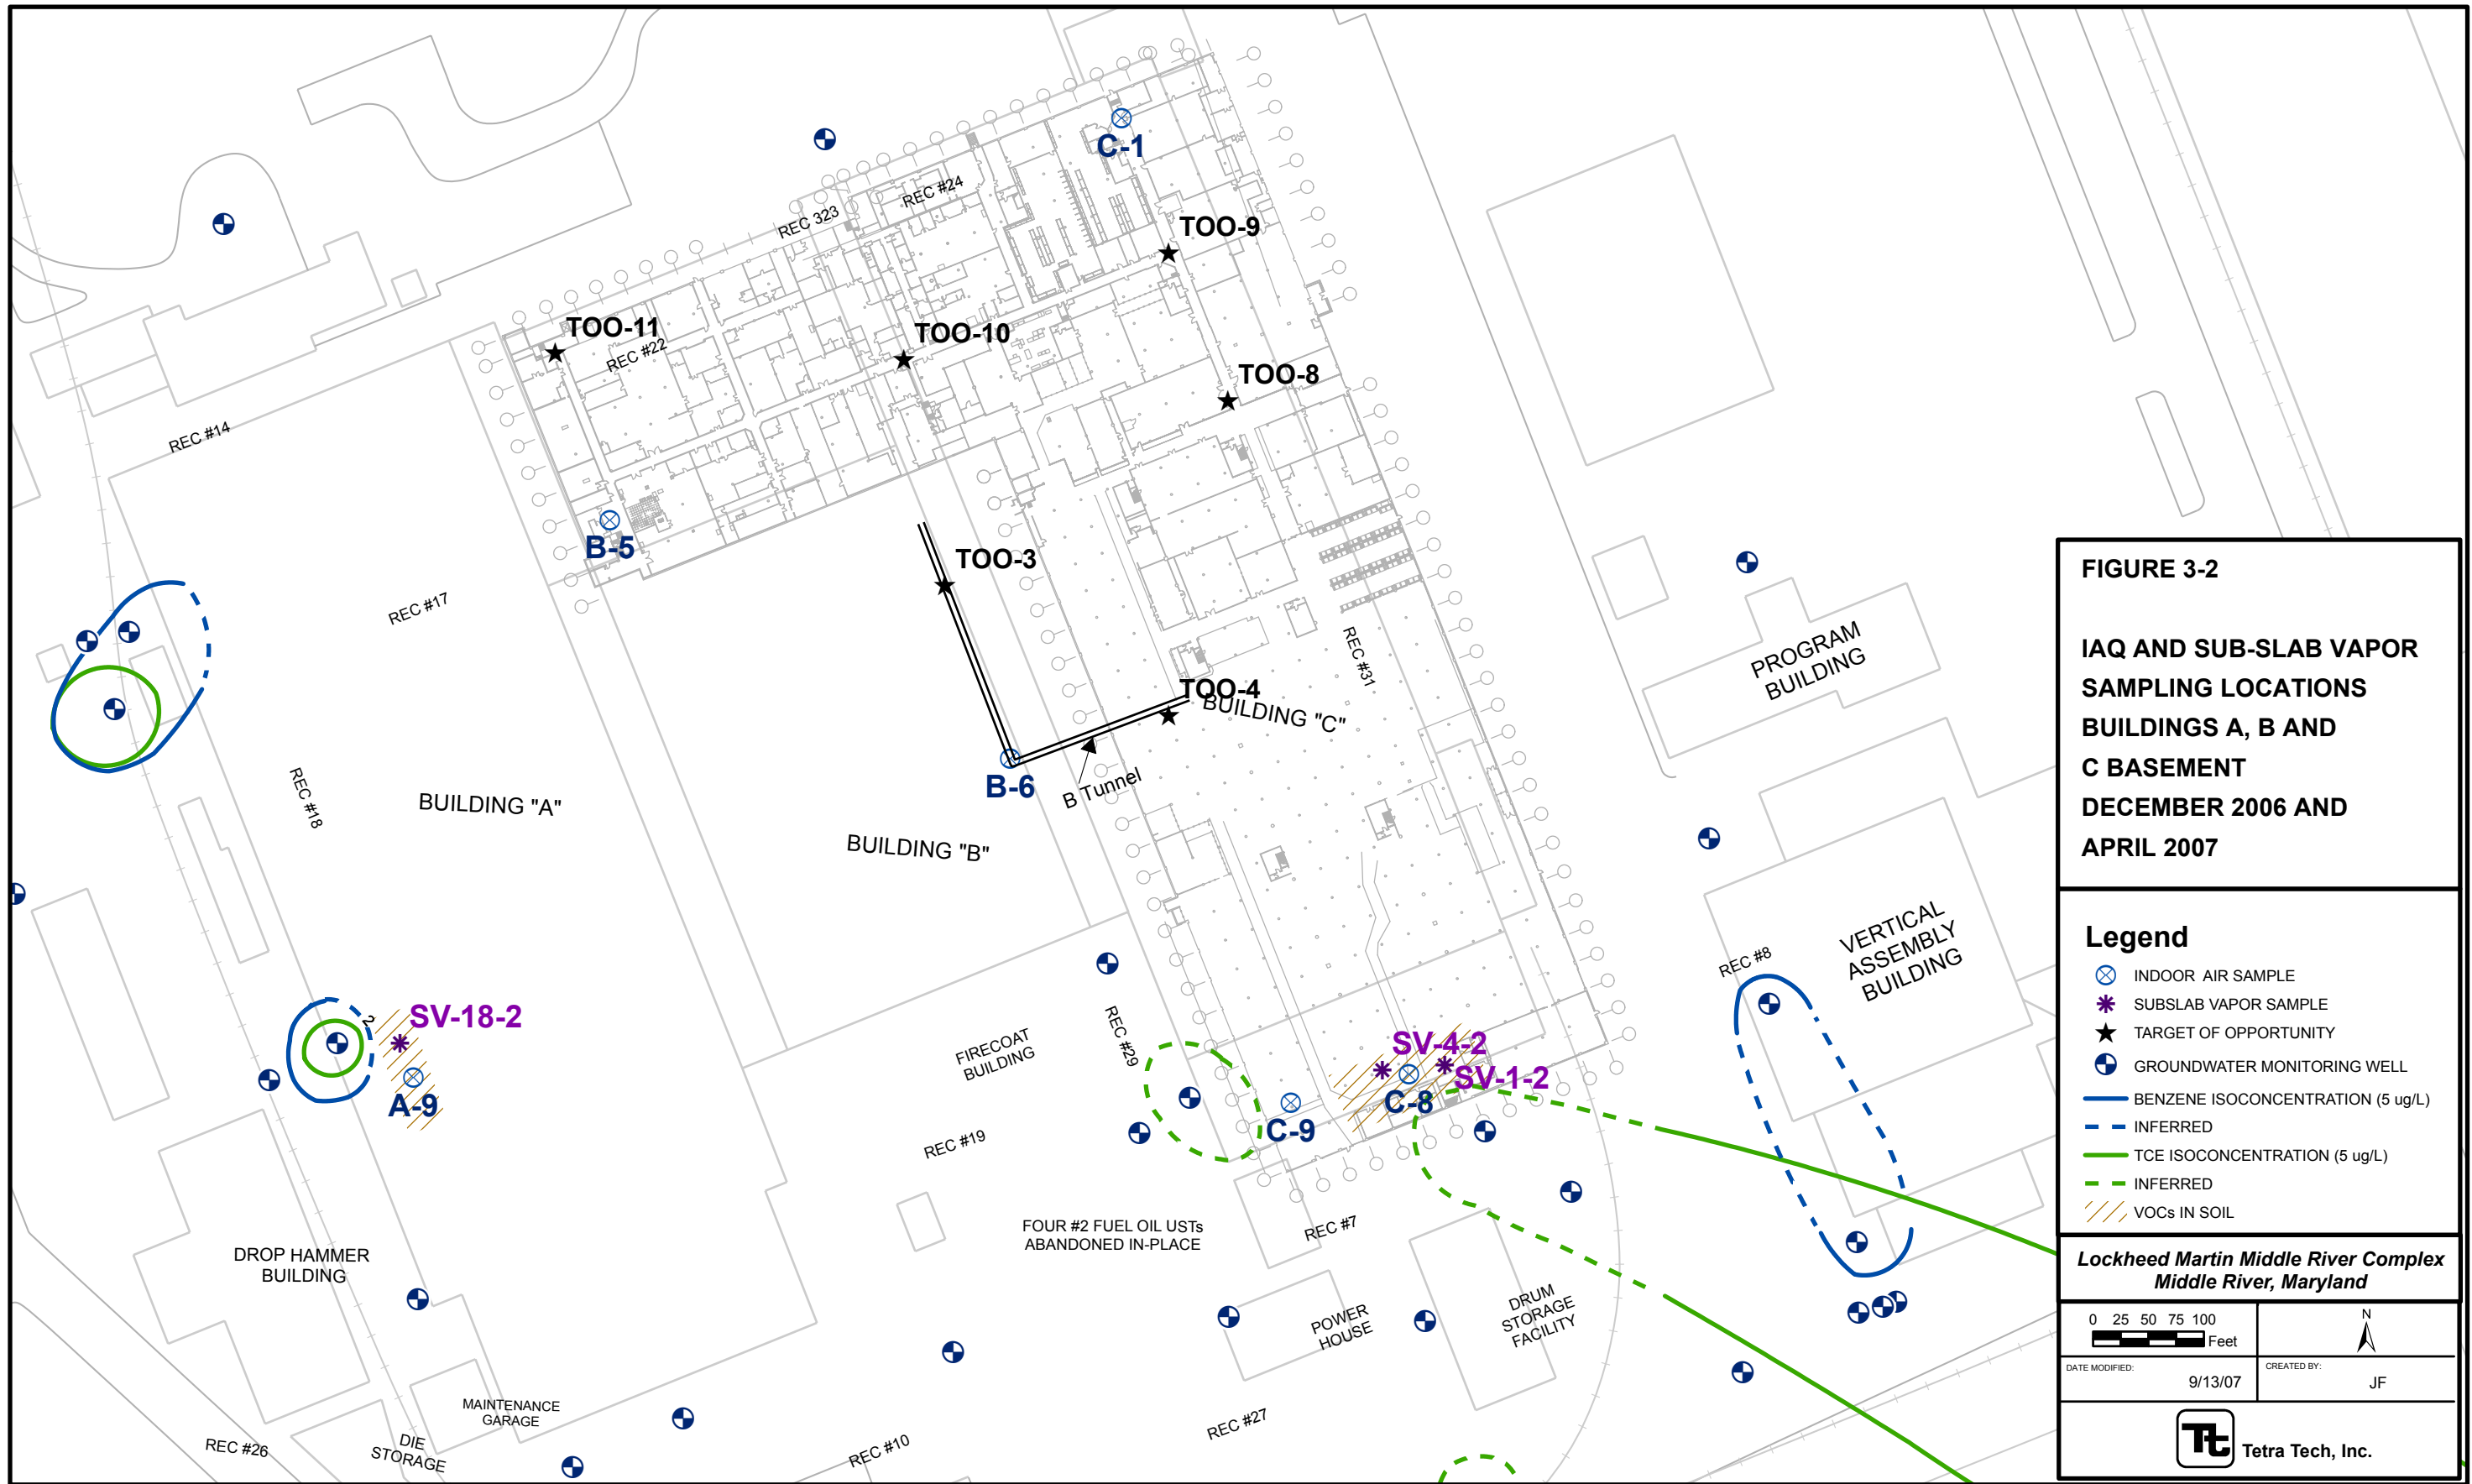 C-1
REC #24
REC 323
TOO-9
TOO-11
REC #22
TOO-10
TOO-8
REC #14
B-5
TOO-3
REC #17
REC #31
PROGRAM
BUILDING
TOO-4
BUILDING "C"
B-6
B Tunnel
REC #18
BUILDING "A"
BUILDING "B"
VERTICAL
ASSEMBLY
BUILDING
REC #8
2
SV-18-2
A-9
FIRECOAT
BUILDING
REC #29
SV-4-2
SV-1-2
C-8
C-9
REC #19
FOUR #2 FUEL OIL USTs
ABANDONED IN-PLACE
REC #7
DROP HAMMER
BUILDING
POWER
HOUSE
DRUM
STORAGE
FACILITY
MAINTENANCE
GARAGE
DIE
STORAGE
REC #26
REC #10
REC #27
FIGURE 3-2
IAQ AND SUB-SLAB VAPOR
SAMPLING LOCATIONS
BUILDINGS A, B AND
C BASEMENT
DECEMBER 2006 AND
APRIL 2007
Legend
INDOOR AIR SAMPLE
SUBSLAB VAPOR SAMPLE
TARGET OF OPPORTUNITY
GROUNDWATER MONITORING WELL
BENZENE ISOCONCENTRATION (5 ug/L)
INFERRED
TCE ISOCONCENTRATION (5 ug/L)
INFERRED
VOCs IN SOIL
Lockheed Martin Middle River Complex
Middle River, Maryland
0 25 50 75 100
Feet
N
DATE MODIFIED:
9/13/07
CREATED BY:
JF
Tt
Tetra Tech, Inc.